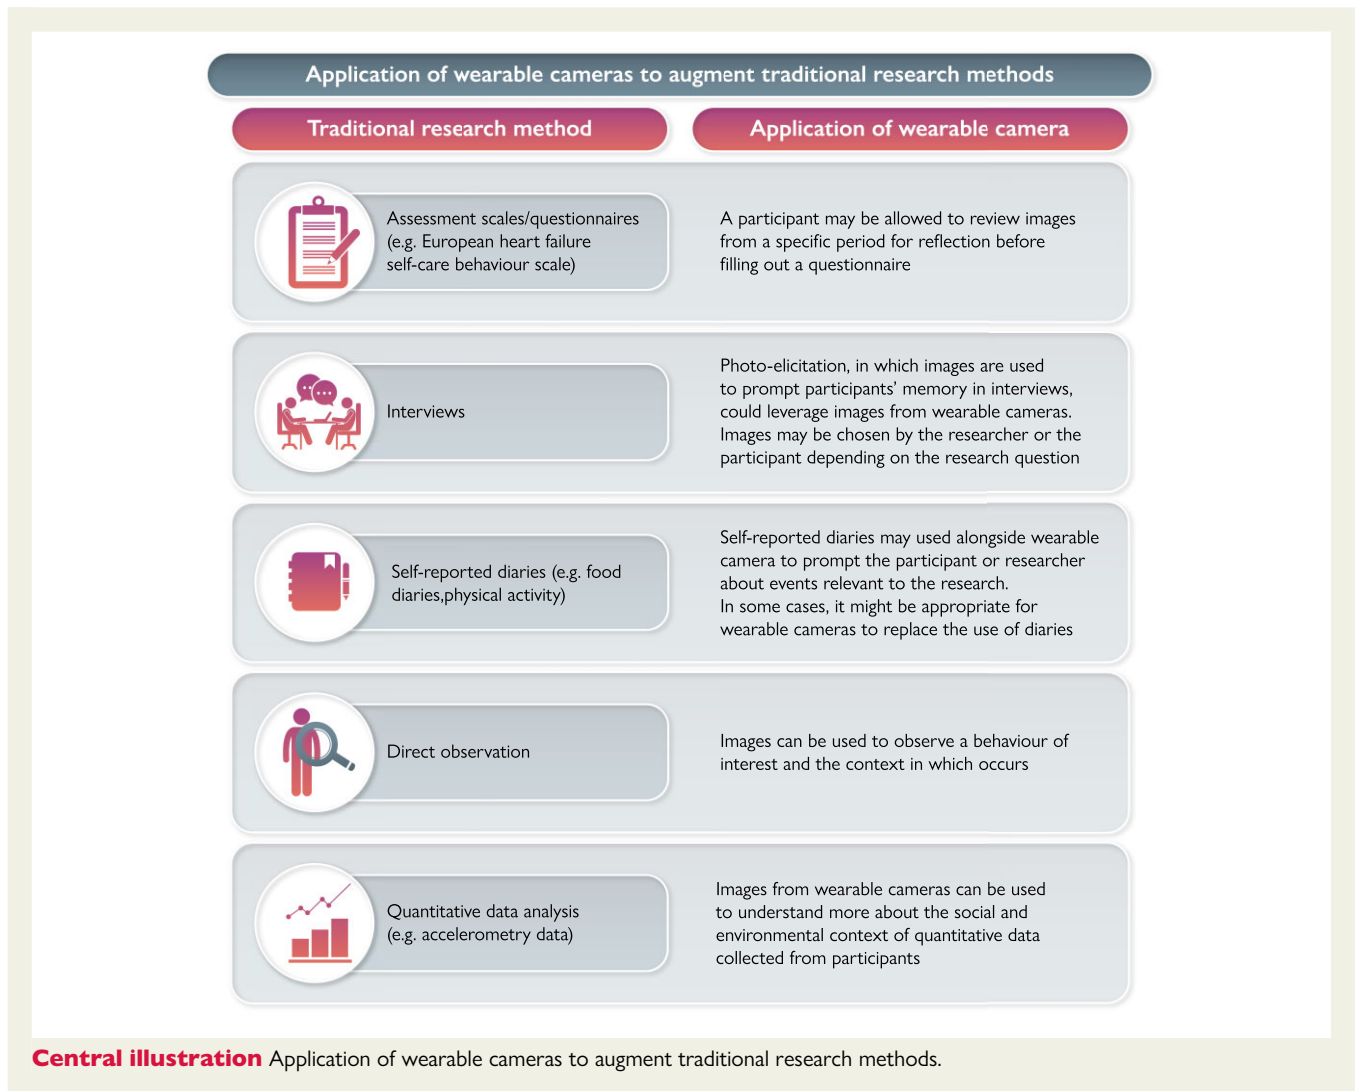 Application of wearable cameras to augment traditional research methods
Traditional research method
Application of wearable camera
Assessment scales/questionnaires
(e.g. European heart failure
self-care behaviour scale)
A participant may be allowed to review images
from a specific period for reflection before
filling out a questionnaire
Interviews
Photo-elicitation, in which images are used
to prompt participants' memory in interviews,
could leverage images from wearable cameras.
Images may be chosen by the researcher or the
participant depending on the research question
Self-reported diaries (e.g. food
diaries,physical activity)
Self-reported diaries may used alongside wearable
camera to prompt the participant or researcher
about events relevant to the research.
In some cases, it might be appropriate for
wearable cameras to replace the use of diaries
Direct observation
Images can be used to observe a behaviour of
interest and the context in which occurs
Quantitative data analysis
(e.g. accelerometry data)
Images from wearable cameras can be used
to understand more about the social and
environmental context of quantitative data
collected from participants
Central illustration Application of wearable cameras to augment traditional research methods.